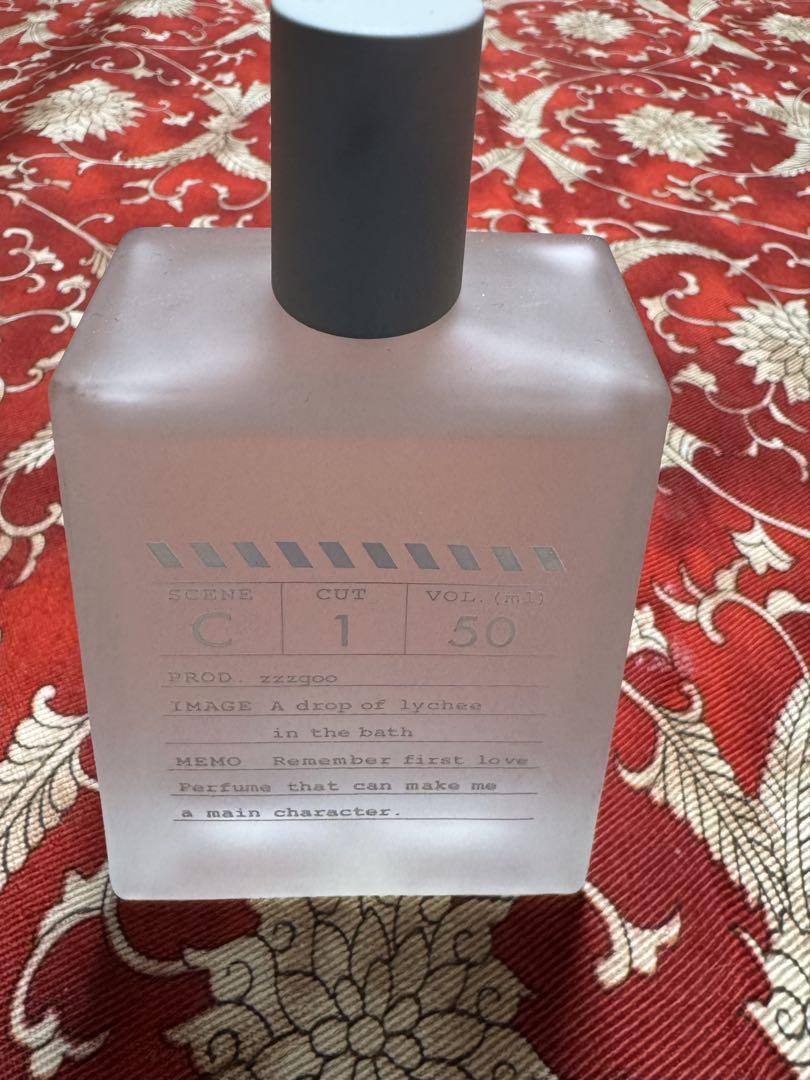 SCENE CUT VOL.(ml)
C 1 50
PROD. zzzgoo
IMAGE A drop of lychee
in the bath
MEMO Remember first love
Perfume that can make me
a main character.